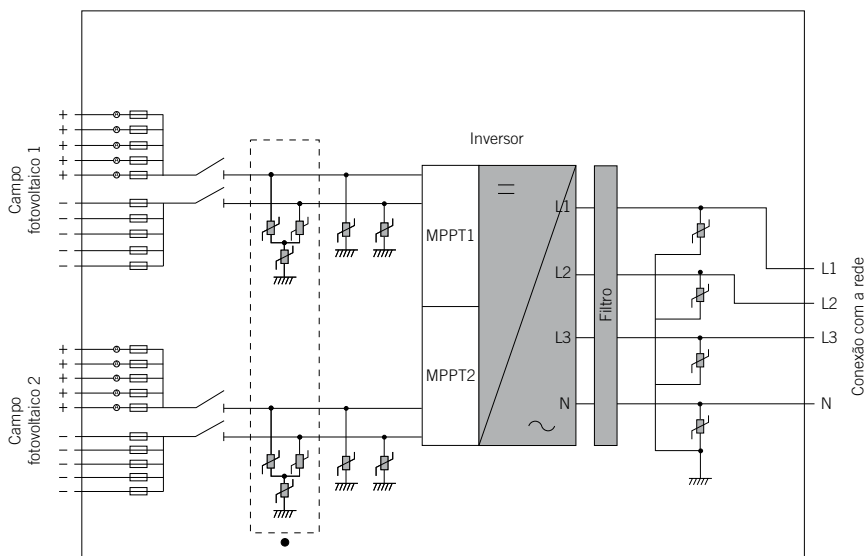 Campo
fotovoltaico 1
+
+
+
+
+
−
−
−
−
−
Inversor
MPPT1
MPPT2
L1
L2
L3
N
Filtro
L1
L2
L3
N
Conexão com a rede
Campo
fotovoltaico 2
+
+
+
+
+
−
−
−
−
−